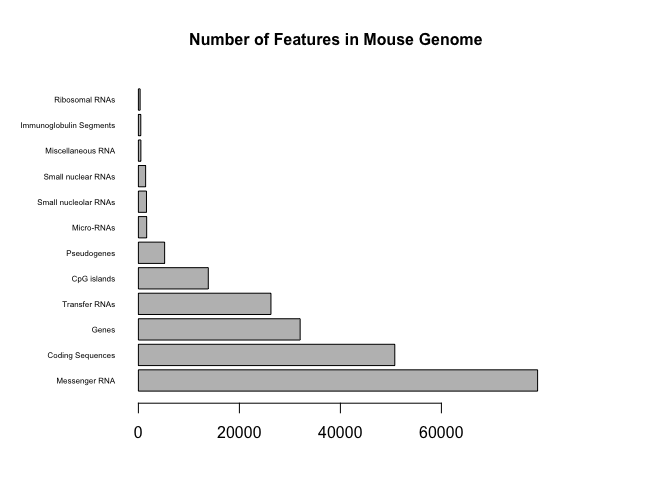 Number of Features in Mouse Genome
Ribosomal RNAs
Immunoglobulin Segments
Miscellaneous RNA
Small nuclear RNAs
Small nucleolar RNAs
Micro-RNAs
Pseudogenes
CpG islands
Transfer RNAs
Genes
Coding Sequences
Messenger RNA
0 20000 40000 60000